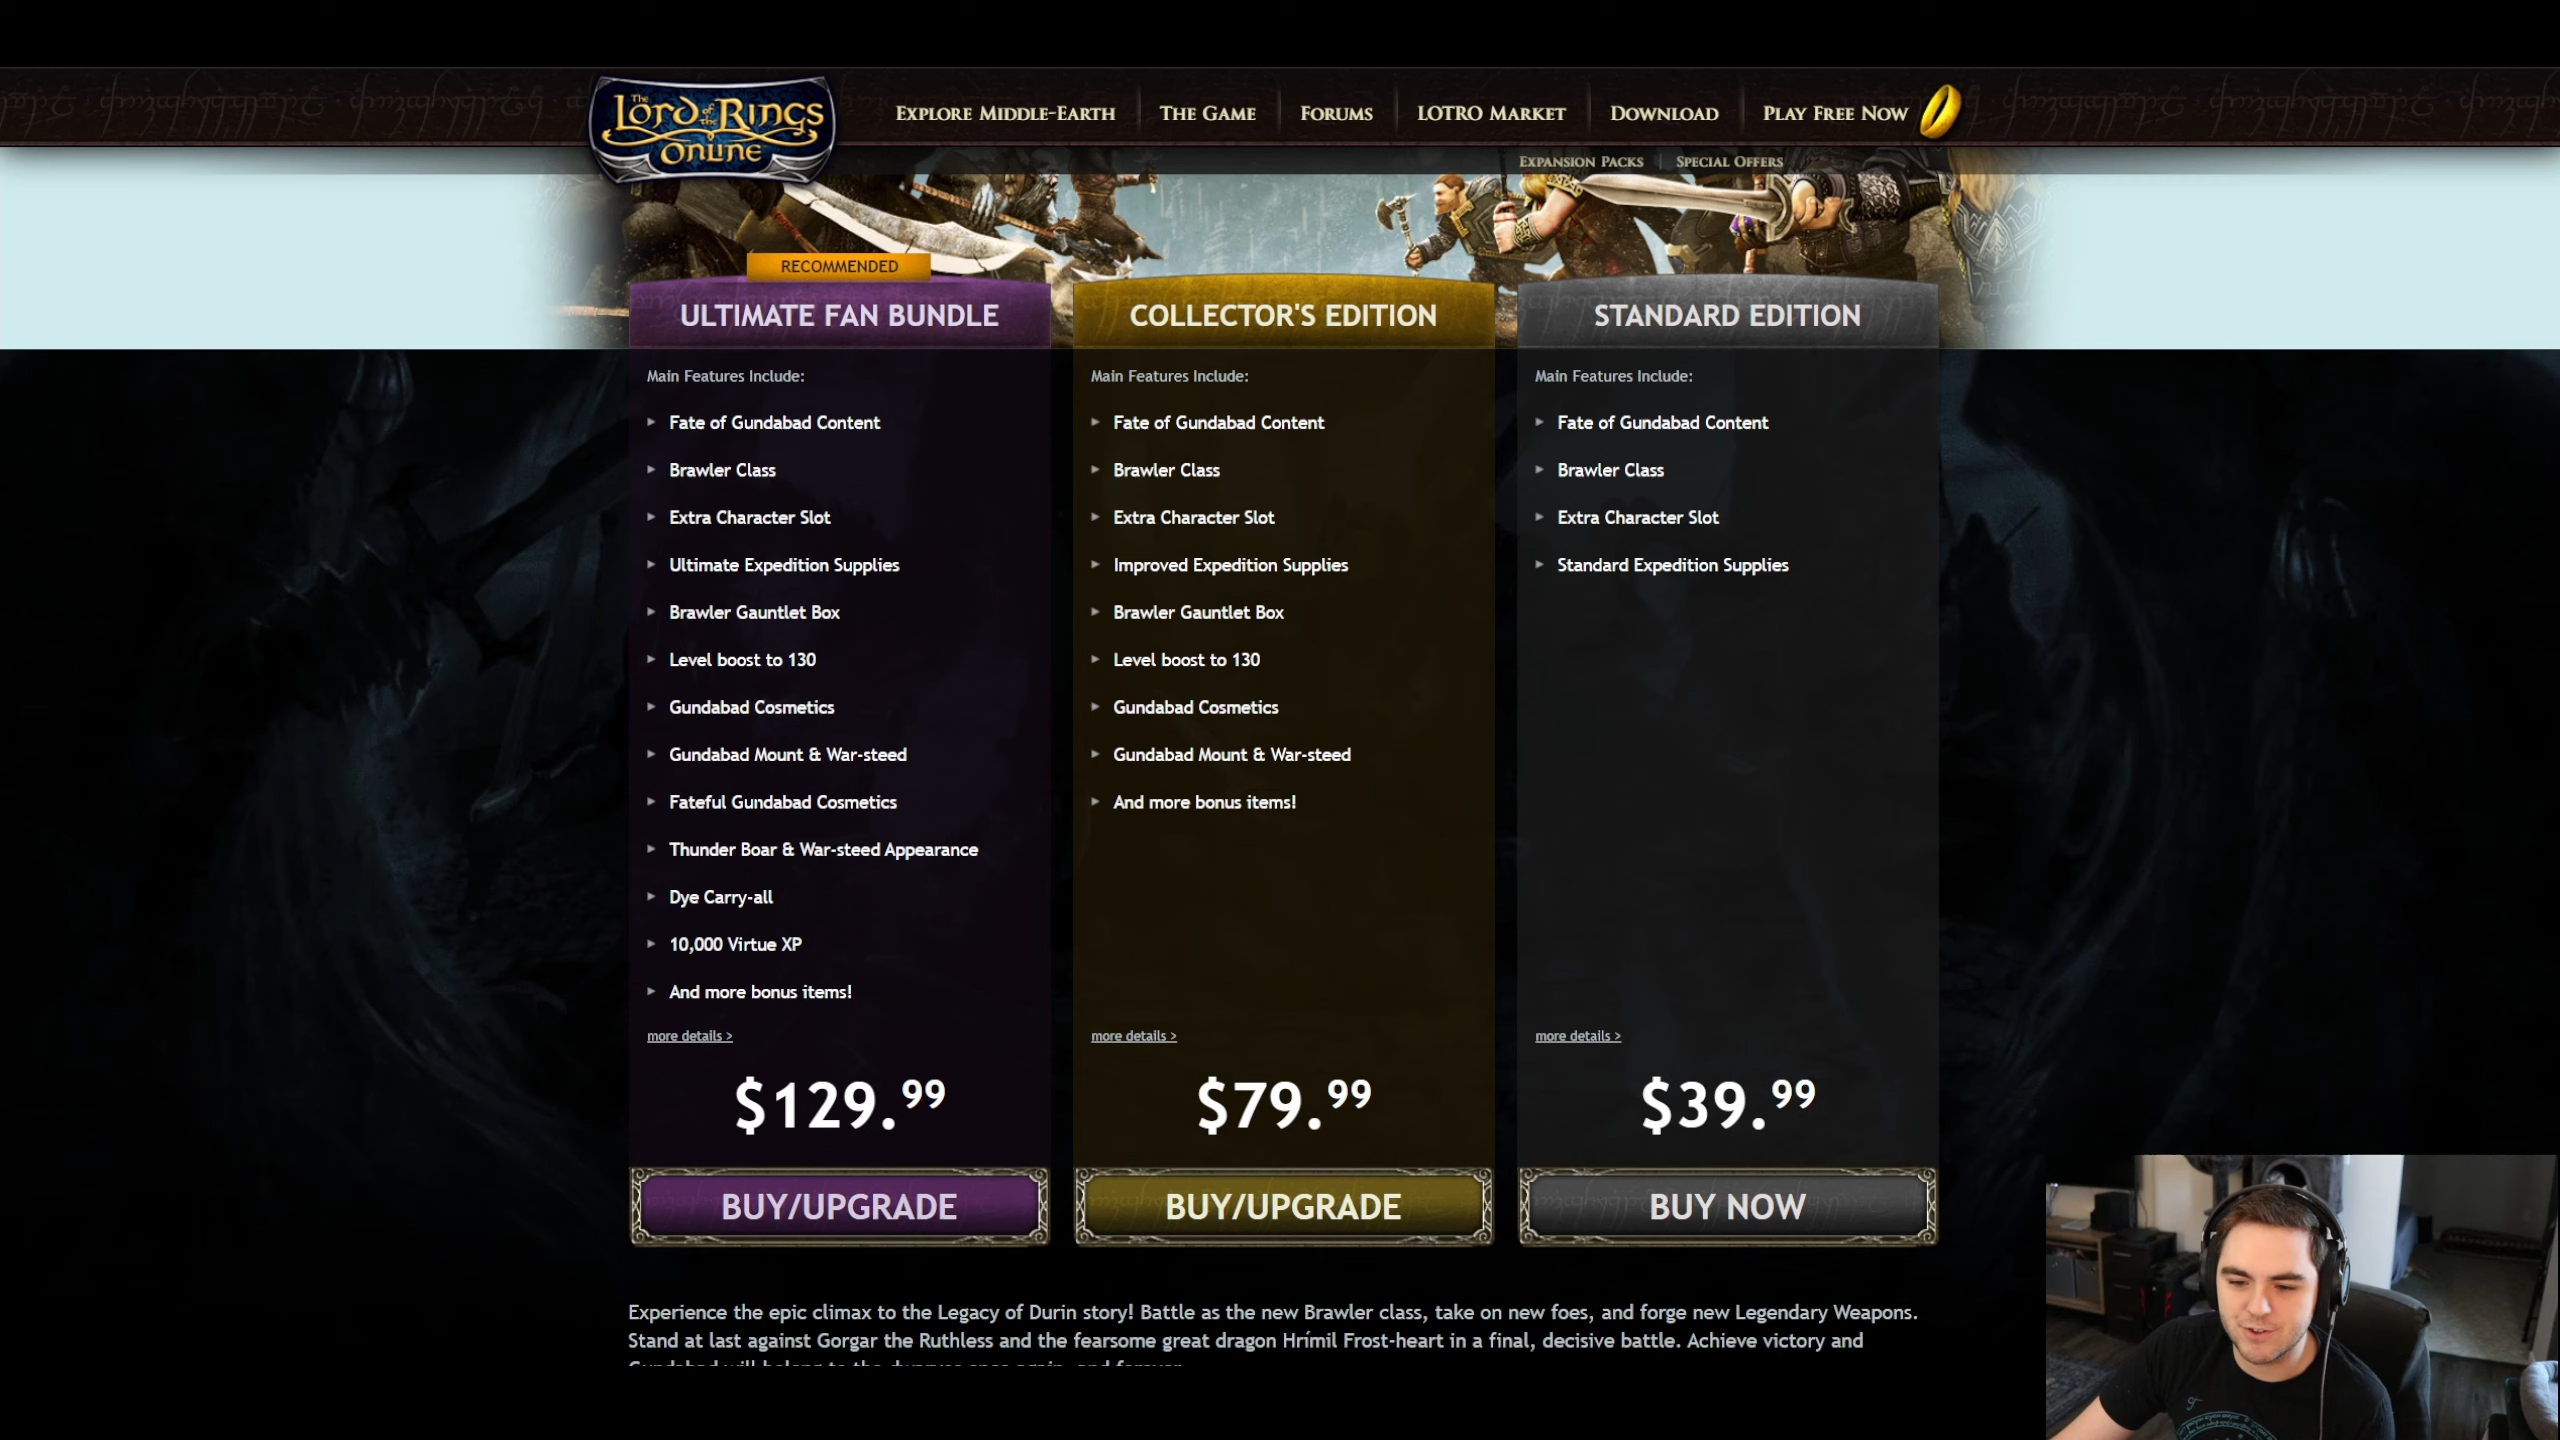 The Lord of the Rings Online
Explore Middle-Earth
The Game
Forums
LOTRO Market
Download
Play Free Now
Expansion Packs
Special Offers
RECOMMENDED
ULTIMATE FAN BUNDLE
Main Features Include:
Fate of Gundabad Content
Brawler Class
Extra Character Slot
Ultimate Expedition Supplies
Brawler Gauntlet Box
Level boost to 130
Gundabad Cosmetics
Gundabad Mount & War-steed
Fateful Gundabad Cosmetics
Thunder Boar & War-steed Appearance
Dye Carry-all
10,000 Virtue XP
And more bonus items!
more details >
$129.99
BUY/UPGRADE
COLLECTOR'S EDITION
Main Features Include:
Fate of Gundabad Content
Brawler Class
Extra Character Slot
Improved Expedition Supplies
Brawler Gauntlet Box
Level boost to 130
Gundabad Cosmetics
Gundabad Mount & War-steed
And more bonus items!
more details >
$79.99
BUY/UPGRADE
STANDARD EDITION
Main Features Include:
Fate of Gundabad Content
Brawler Class
Extra Character Slot
Standard Expedition Supplies
more details >
$39.99
BUY NOW
Experience the epic climax to the Legacy of Durin story! Battle as the new Brawler class, take on new foes, and forge new Legendary Weapons.
Stand at last against Gorgar the Ruthless and the fearsome great dragon Hrímil Frost-heart in a final, decisive battle. Achieve victory and